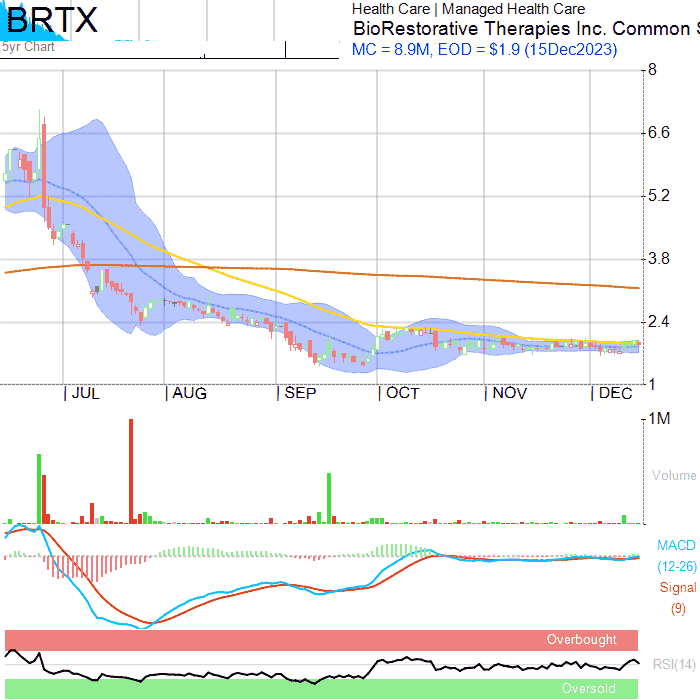 BRTX
Health Care | Managed Health Care
BioRestorative Therapies Inc. Common S
5yr Chart
MC = 8.9M, EOD = $1.9 (15Dec2023)
8
6.6
5.2
3.8
2.4
1
JUL
AUG
SEP
OCT
NOV
DEC
1M
Volume
MACD
(12-26)
Signal
(9)
Overbought
RSI(14)
Oversold